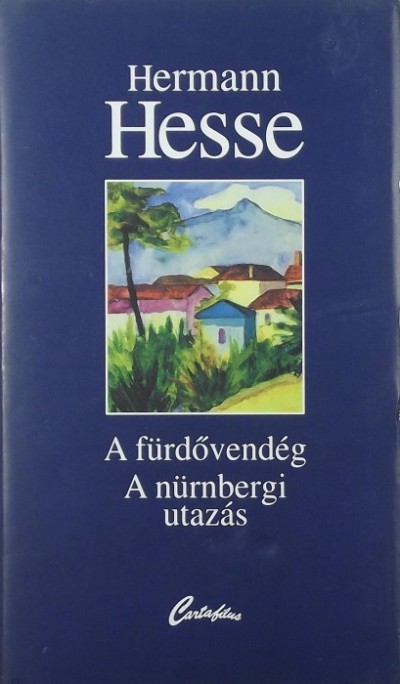 Hermann
Hesse
A fürdővendég
A nürnbergi
utazás
Cartafilus